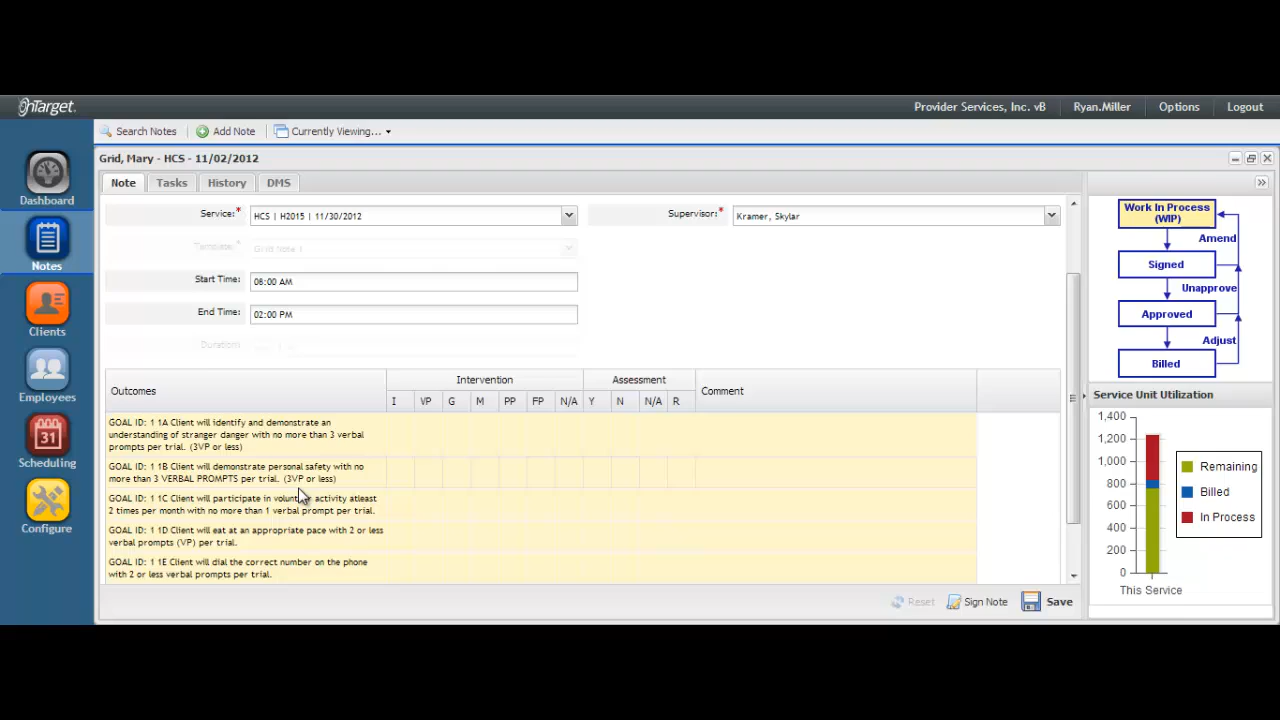 OnTarget.
Provider Services, Inc. vB
Ryan.Miller
Options
Logout
Search Notes
Add Note
Currently Viewing...
Grid, Mary - HCS - 11/02/2012
Dashboard
Notes
Clients
Employees
31
Scheduling
Configure
Note
Tasks
History
DMS
Service:*
HCS | H2015 | 11/30/2012
Supervisor:*
Kramer, Skylar
Template:*
GRID Note 1
Start Time:
08:00 AM
End Time:
02:00 PM
Duration:
Outcomes
Intervention
Assessment
Comment
I VP G M PP FP N/A Y N N/A R
GOAL ID: 1 1A Client will identify and demonstrate an
understanding of stranger danger with no more than 3 verbal
prompts per trial. (3VP or less)
GOAL ID: 1 1B Client will demonstrate personal safety with no
more than 3 VERBAL PROMPTS per trial. (3VP or less)
GOAL ID: 1 1C Client will participate in volunteer activity atleast
2 times per month with no more than 1 verbal prompt per trial.
GOAL ID: 1 1D Client will eat at an appropriate pace with 2 or less
verbal prompts (VP) per trial.
GOAL ID: 1 1E Client will dial the correct number on the phone
with 2 or less verbal prompts per trial.
Reset
Sign Note
Save
Work In Process
(WIP)
Amend
Signed
Unapprove
Approved
Adjust
Billed
Service Unit Utilization
1,400
1,200
1,000
800
600
400
200
0
This Service
Remaining
Billed
In Process